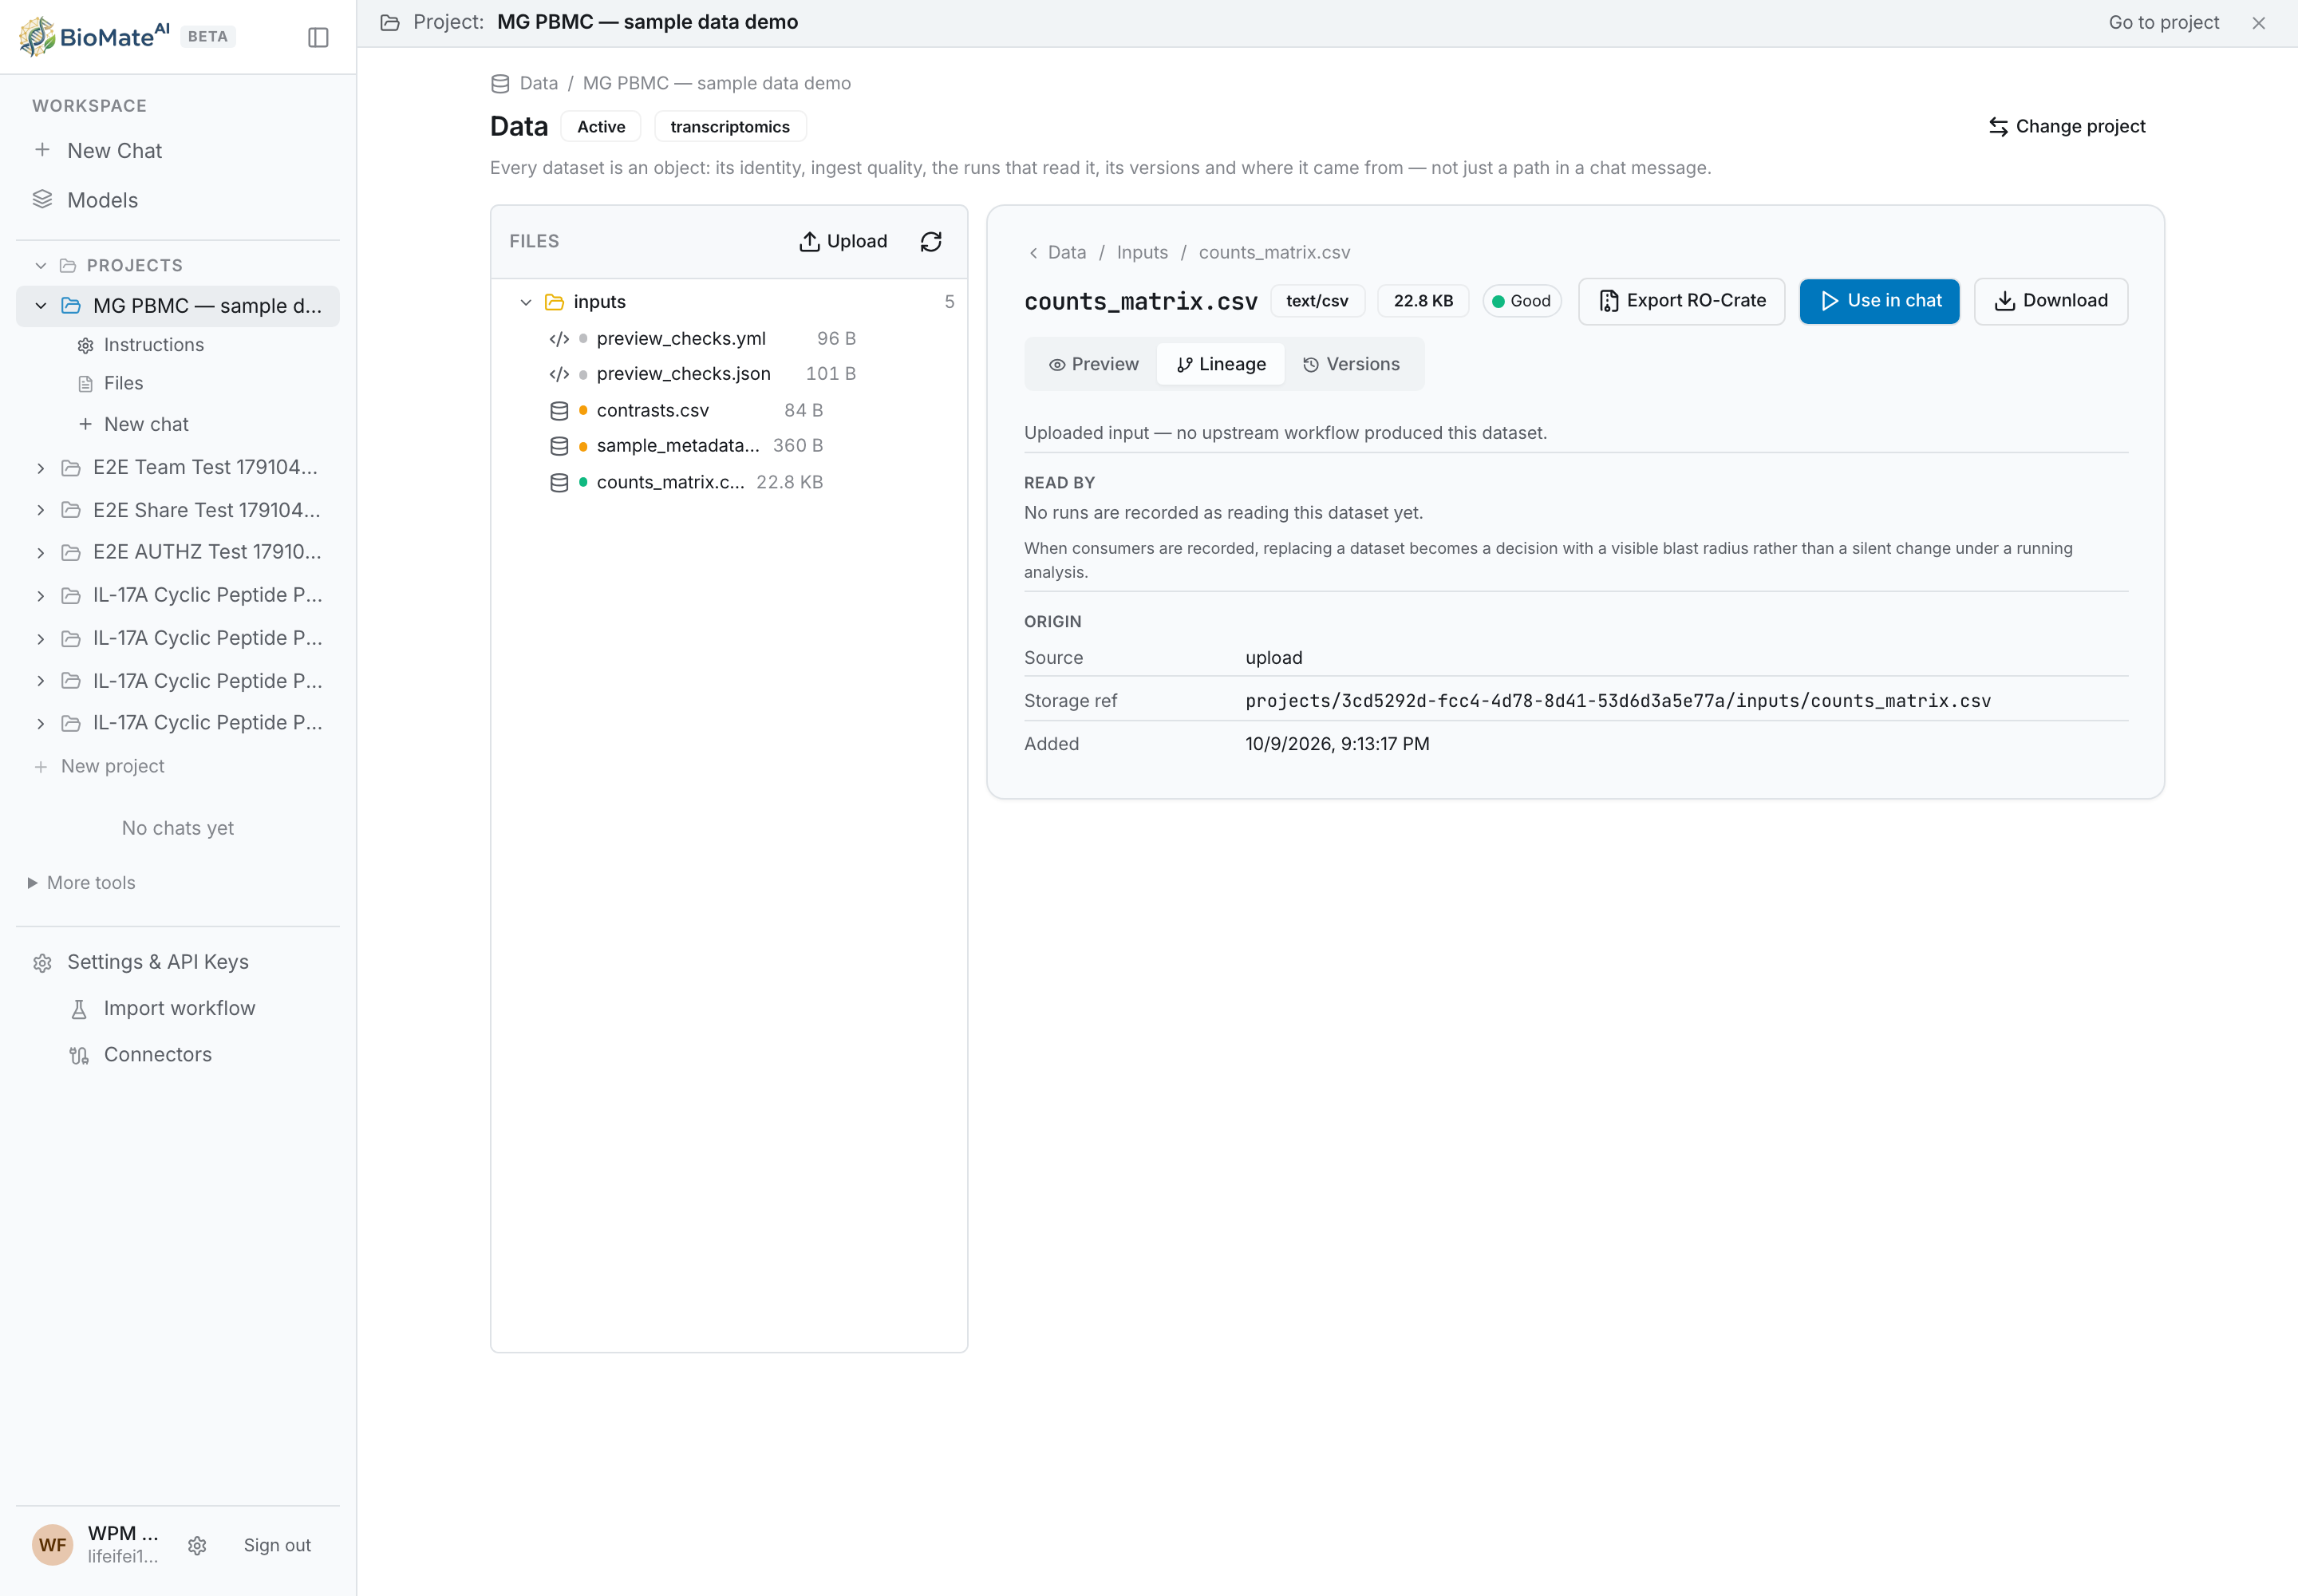 BioMateAI BETA
WORKSPACE
New Chat
Models
PROJECTS
MG PBMC — sample d...
Instructions
Files
New chat
E2E Team Test 179104...
E2E Share Test 179104...
E2E AUTHZ Test 17910...
IL-17A Cyclic Peptide P...
IL-17A Cyclic Peptide P...
IL-17A Cyclic Peptide P...
IL-17A Cyclic Peptide P...
New project
No chats yet
More tools
Settings & API Keys
Import workflow
Connectors
WF
WPM ...
lifeifei1...
Sign out
Project: MG PBMC — sample data demo
Go to project
Data / MG PBMC — sample data demo
Data Active transcriptomics
Change project
Every dataset is an object: its identity, ingest quality, the runs that read it, its versions and where it came from — not just a path in a chat message.
FILES Upload
inputs 5
preview_checks.yml 96 B
preview_checks.json 101 B
contrasts.csv 84 B
sample_metadata... 360 B
counts_matrix.c... 22.8 KB
Data / Inputs / counts_matrix.csv
counts_matrix.csv text/csv 22.8 KB Good Export RO-Crate Use in chat Download
Preview Lineage Versions
Uploaded input — no upstream workflow produced this dataset.
READ BY
No runs are recorded as reading this dataset yet.
When consumers are recorded, replacing a dataset becomes a decision with a visible blast radius rather than a silent change under a running
analysis.
ORIGIN
Source upload
Storage ref projects/3cd5292d-fcc4-4d78-8d41-53d6d3a5e77a/inputs/counts_matrix.csv
Added 10/9/2026, 9:13:17 PM